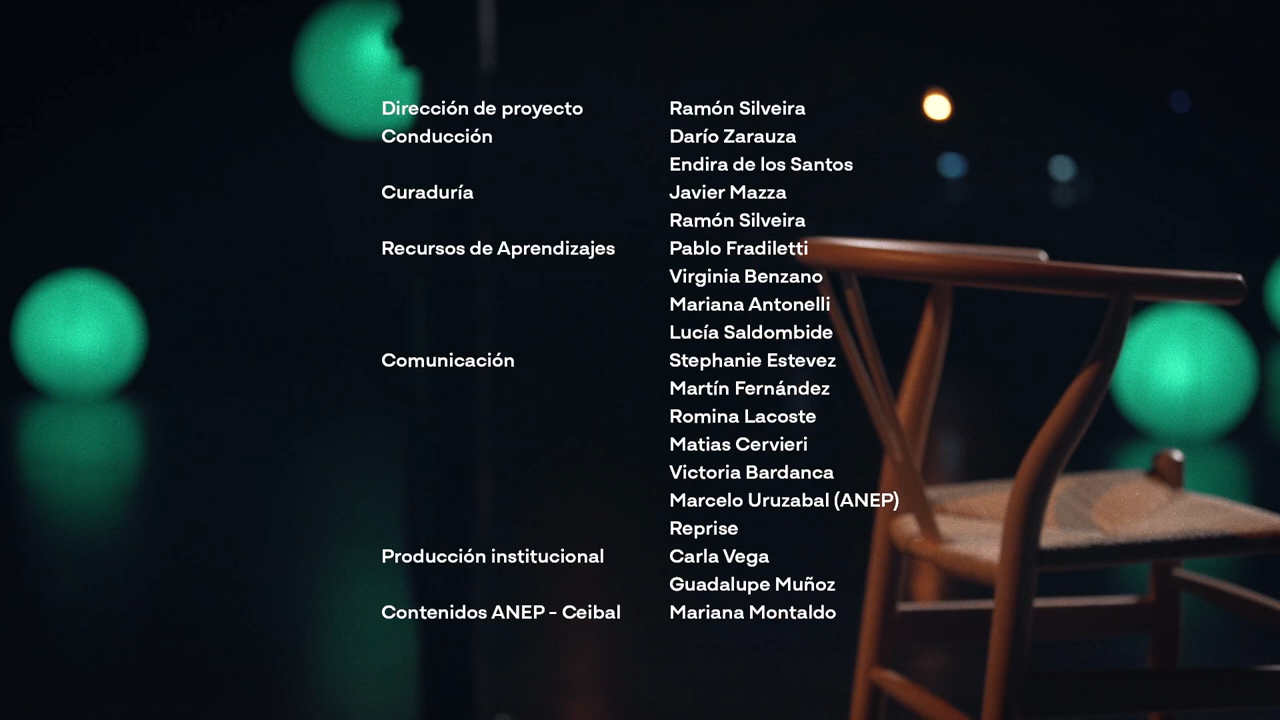 Dirección de proyecto Ramón Silveira
Conducción Darío Zarauza
Endira de los Santos
Curaduría Javier Mazza
Ramón Silveira
Recursos de Aprendizajes Pablo Fradiletti
Virginia Benzano
Mariana Antonelli
Lucía Saldombide
Comunicación Stephanie Estevez
Martín Fernández
Romina Lacoste
Matias Cervieri
Victoria Bardanca
Marcelo Uruzabal (ANEP)
Reprise
Producción institucional Carla Vega
Guadalupe Muñoz
Contenidos ANEP - Ceibal Mariana Montaldo